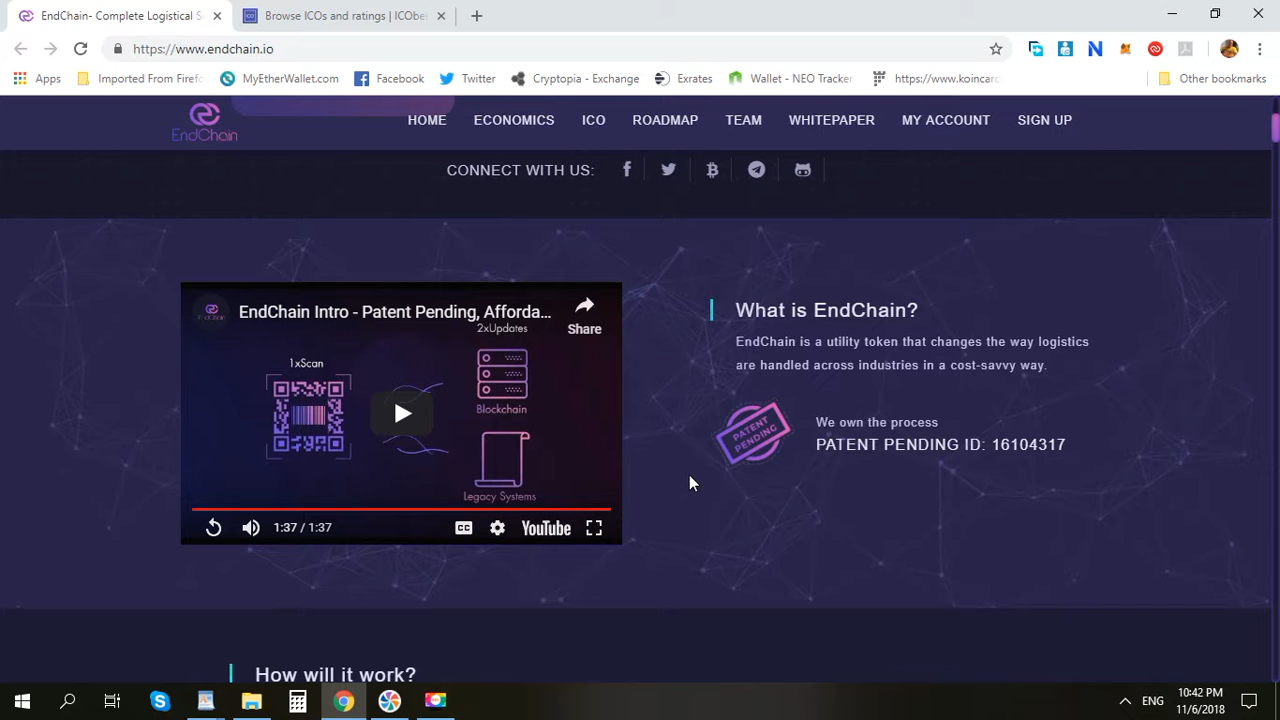 EndChain- Complete Logistical S
Browse ICOs and ratings | ICObe
https://www.endchain.io
Apps
Imported From Firefo
MyEtherWallet.com
Facebook
Twitter
Cryptopia - Exchange
Exrates
Wallet - NEO Tracker
https://www.koincard
Other bookmarks
EndChain
HOME
ECONOMICS
ICO
ROADMAP
TEAM
WHITEPAPER
MY ACCOUNT
SIGN UP
CONNECT WITH US:
EndChain Intro - Patent Pending, Afforda...
Share
2xUpdates
1xScan
Blockchain
Legacy Systems
1:37 / 1:37
CC
YouTube
What is EndChain?
EndChain is a utility token that changes the way logistics
are handled across industries in a cost-savvy way.
PATENT
PENDING
We own the process
PATENT PENDING ID: 16104317
How will it work?
ENG
10:42 PM
11/6/2018